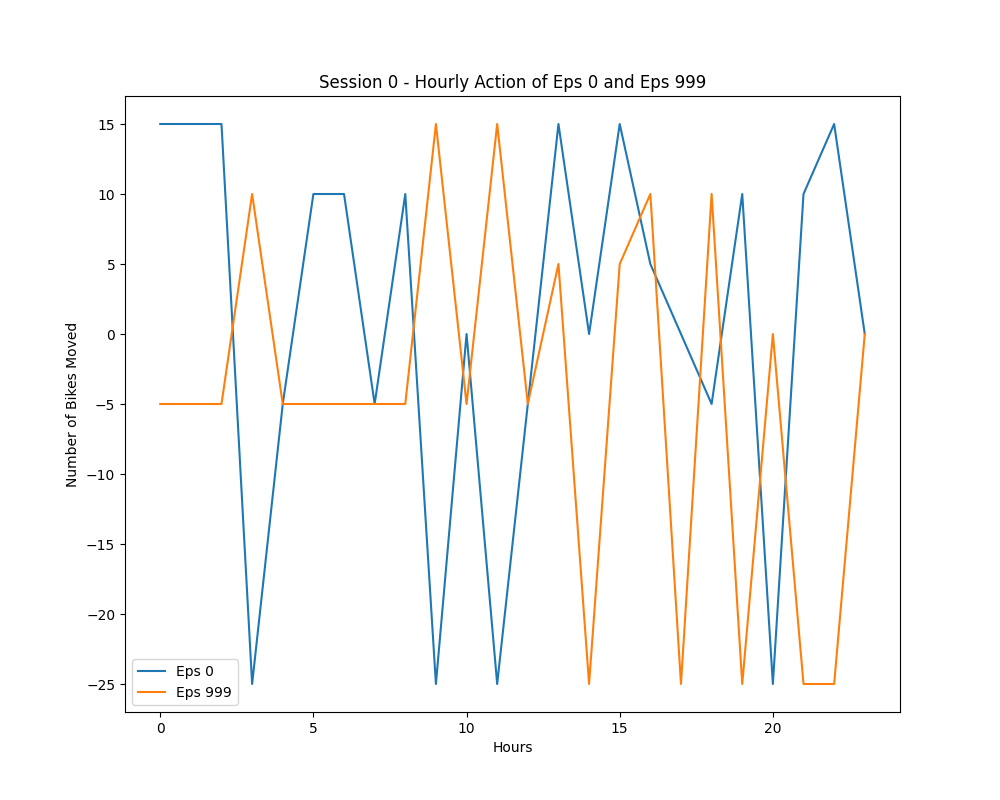 Session 0 - Hourly Action of Eps 0 and Eps 999
Number of Bikes Moved
15
10
5
0
−5
−10
−15
−20
−25
Eps 0
Eps 999
0 5 10 15 20
Hours